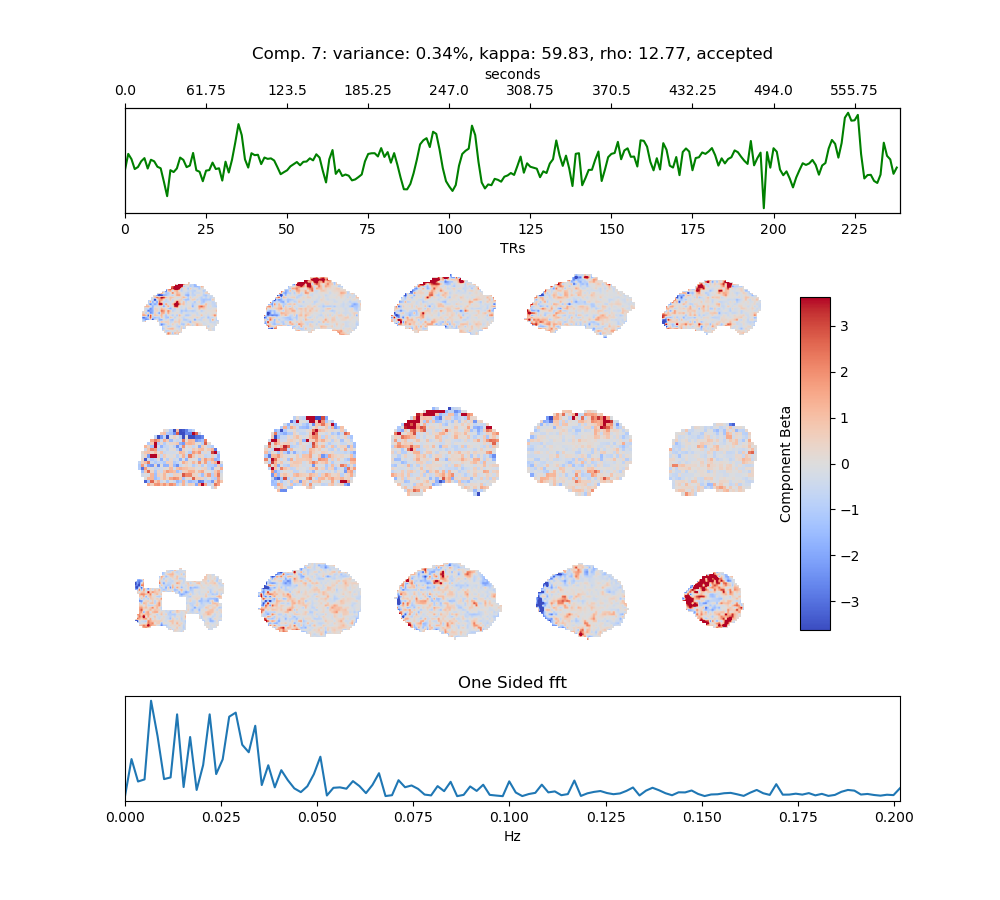 Comp. 7: variance: 0.34%, kappa: 59.83, rho: 12.77, accepted
seconds
0.0 61.75 123.5 185.25 247.0 308.75 370.5 432.25 494.0 555.75
0 25 50 75 100 125 150 175 200 225
TRs
3
2
1
0
−1
−2
−3
Component Beta
One Sided fft
0.000 0.025 0.050 0.075 0.100 0.125 0.150 0.175 0.200
Hz